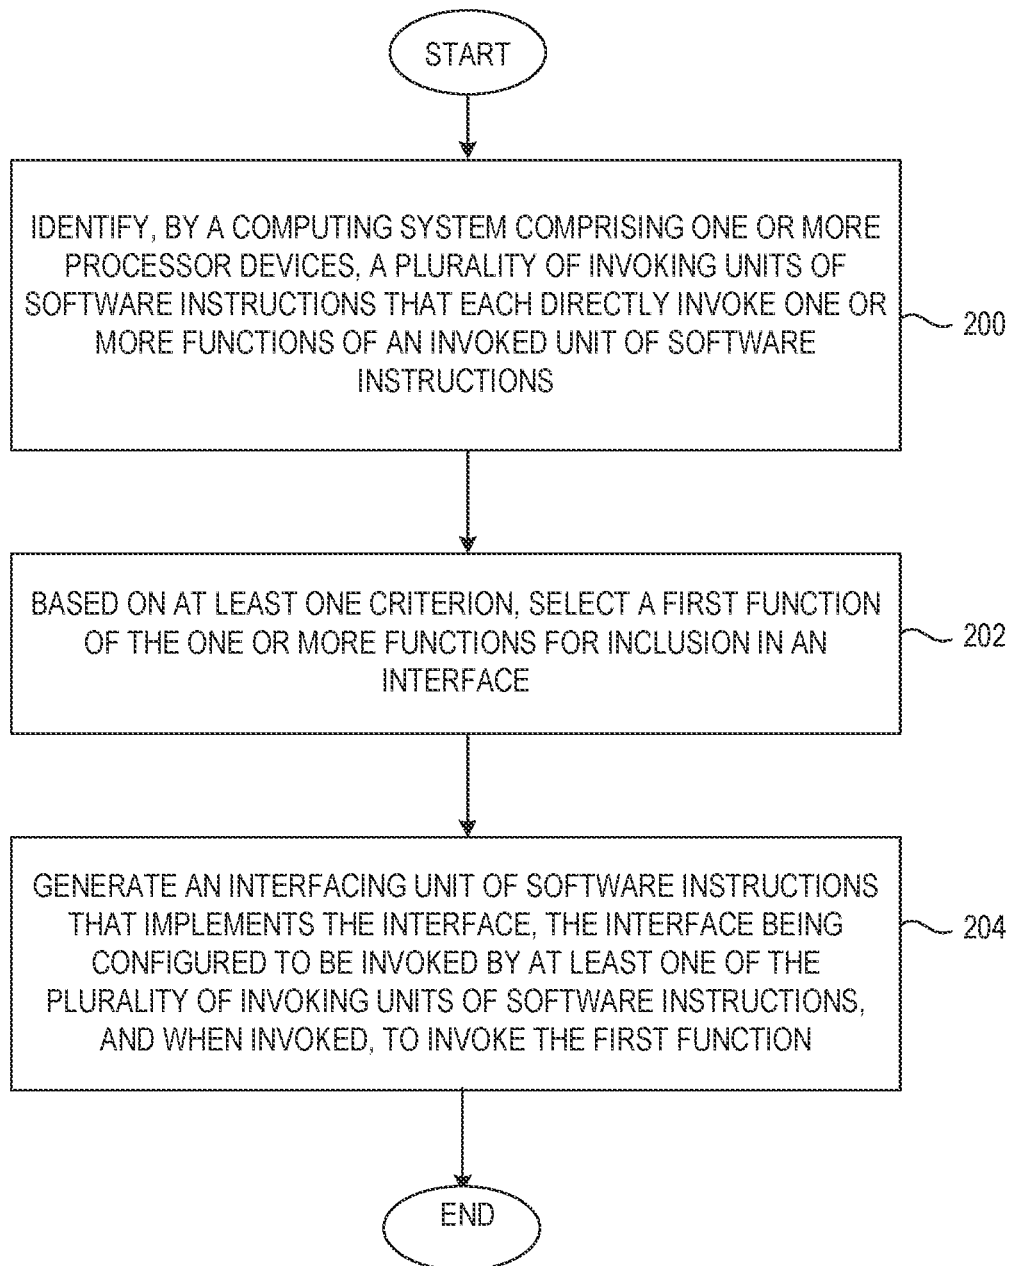 START
IDENTIFY, BY A COMPUTING SYSTEM COMPRISING ONE OR MORE
PROCESSOR DEVICES, A PLURALITY OF INVOKING UNITS OF
SOFTWARE INSTRUCTIONS THAT EACH DIRECTLY INVOKE ONE OR
MORE FUNCTIONS OF AN INVOKED UNIT OF SOFTWARE
INSTRUCTIONS
200
BASED ON AT LEAST ONE CRITERION, SELECT A FIRST FUNCTION
OF THE ONE OR MORE FUNCTIONS FOR INCLUSION IN AN
INTERFACE
202
GENERATE AN INTERFACING UNIT OF SOFTWARE INSTRUCTIONS
THAT IMPLEMENTS THE INTERFACE, THE INTERFACE BEING
CONFIGURED TO BE INVOKED BY AT LEAST ONE OF THE
PLURALITY OF INVOKING UNITS OF SOFTWARE INSTRUCTIONS,
AND WHEN INVOKED, TO INVOKE THE FIRST FUNCTION
204
END